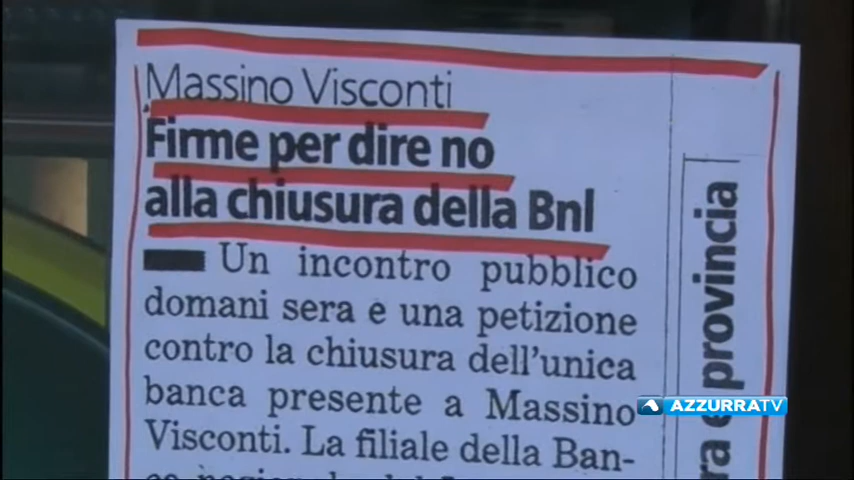 Massino Visconti
Firme per dire no
alla chiusura della Bnl
Un incontro pubblico
domani sera e una petizione
contro la chiusura dell'unica
banca presente a Massino
Visconti. La filiale della Ban-
provincia
AZZURRATV